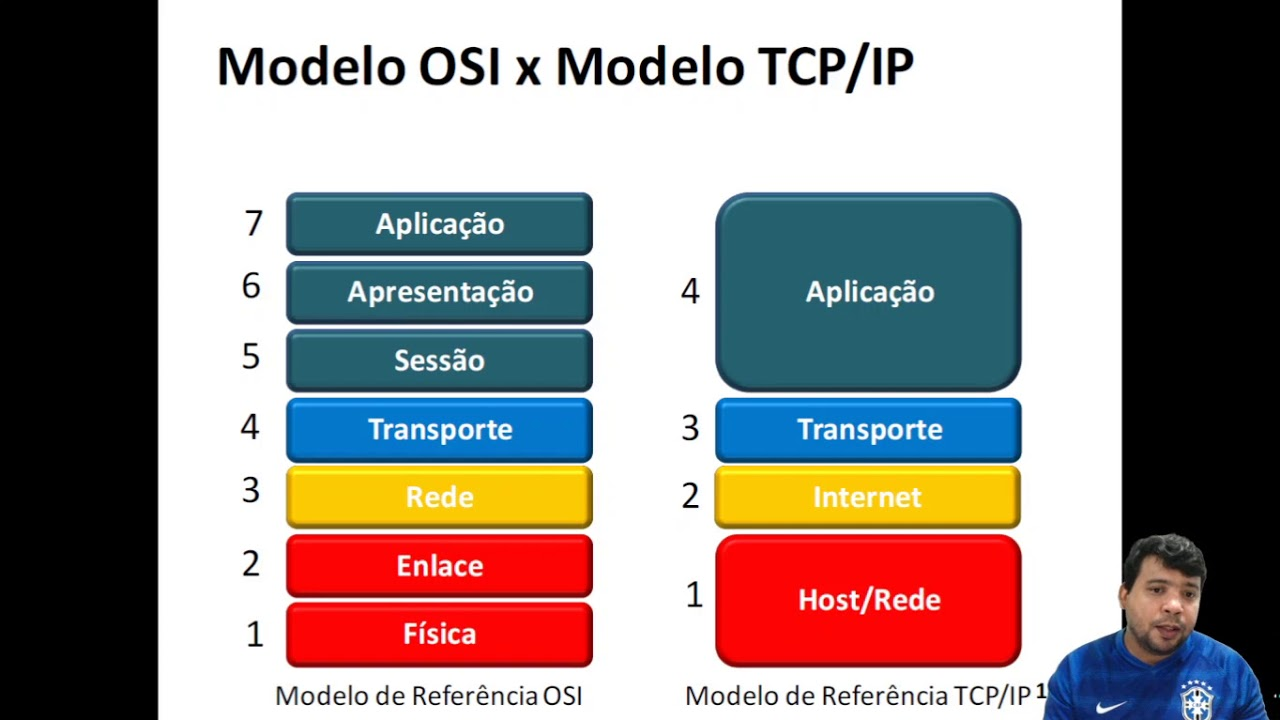 Modelo OSI x Modelo TCP/IP
7 Aplicação
6 Apresentação
5 Sessão
4 Transporte
3 Rede
2 Enlace
1 Física
Modelo de Referência OSI
4 Aplicação
3 Transporte
2 Internet
1 Host/Rede
Modelo de Referência TCP/IP 1